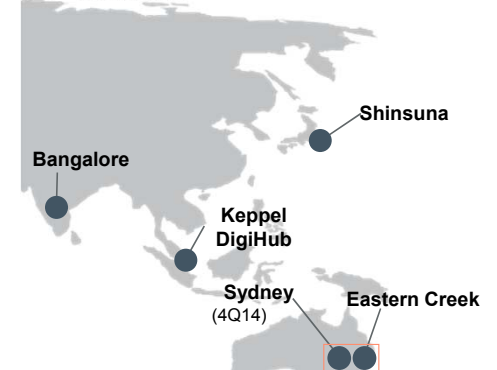 Shinsuna
Bangalore
Keppel
DigiHub
Sydney
(4Q14)
Eastern Creek